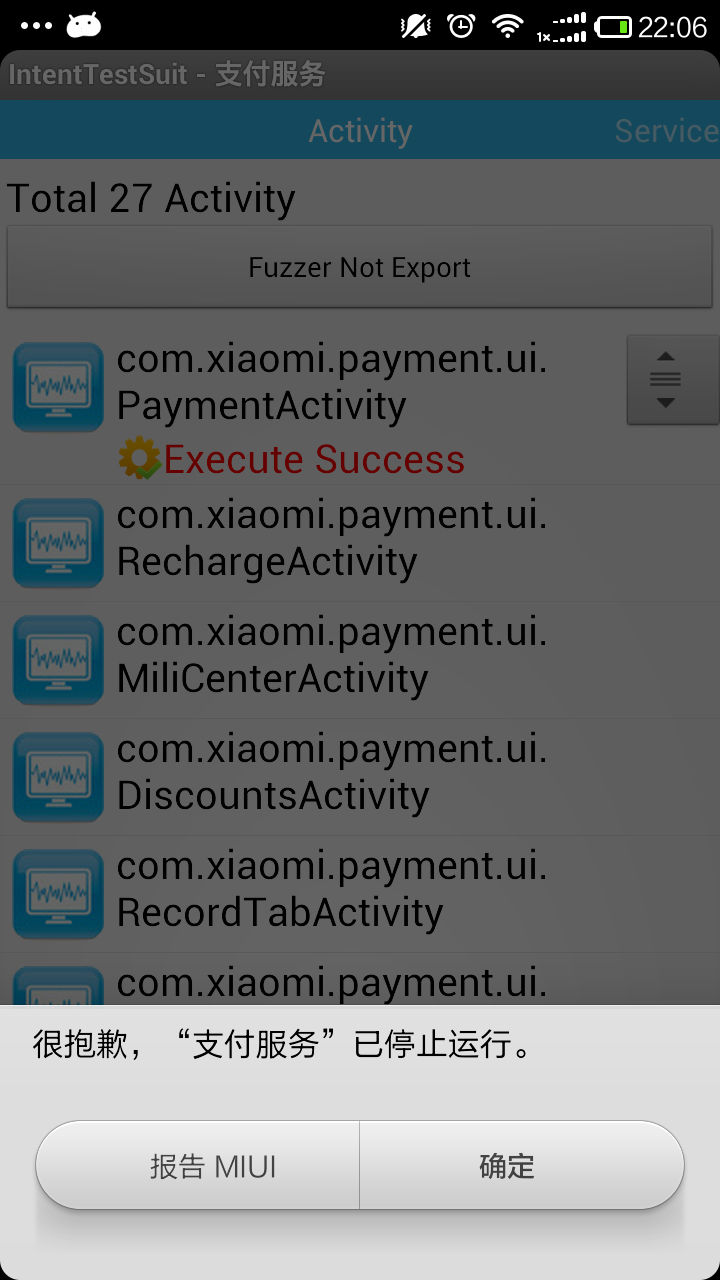 1× 22:06
IntentTestSuit - 支付服务
Activity Service
Total 27 Activity
Fuzzer Not Export
com.xiaomi.payment.ui.
PaymentActivity
Execute Success
com.xiaomi.payment.ui.
RechargeActivity
com.xiaomi.payment.ui.
MiliCenterActivity
com.xiaomi.payment.ui.
DiscountsActivity
com.xiaomi.payment.ui.
RecordTabActivity
com.xiaomi.payment.ui.
很抱歉，“支付服务”已停止运行。
报告 MIUI 确定